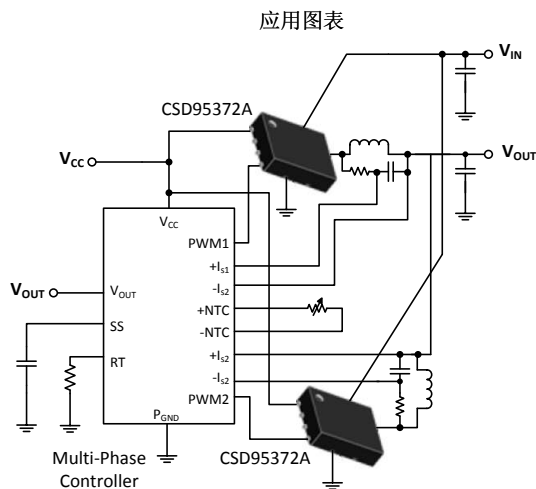 应用图表
V_IN
CSD95372A
V_CC
V_OUT
V_CC
PWM1
+I_s1
-I_s2
V_OUT
V_OUT
+NTC
SS
-NTC
RT
+I_s2
-I_s2
PWM2
P_GND
Multi-Phase
Controller
CSD95372A